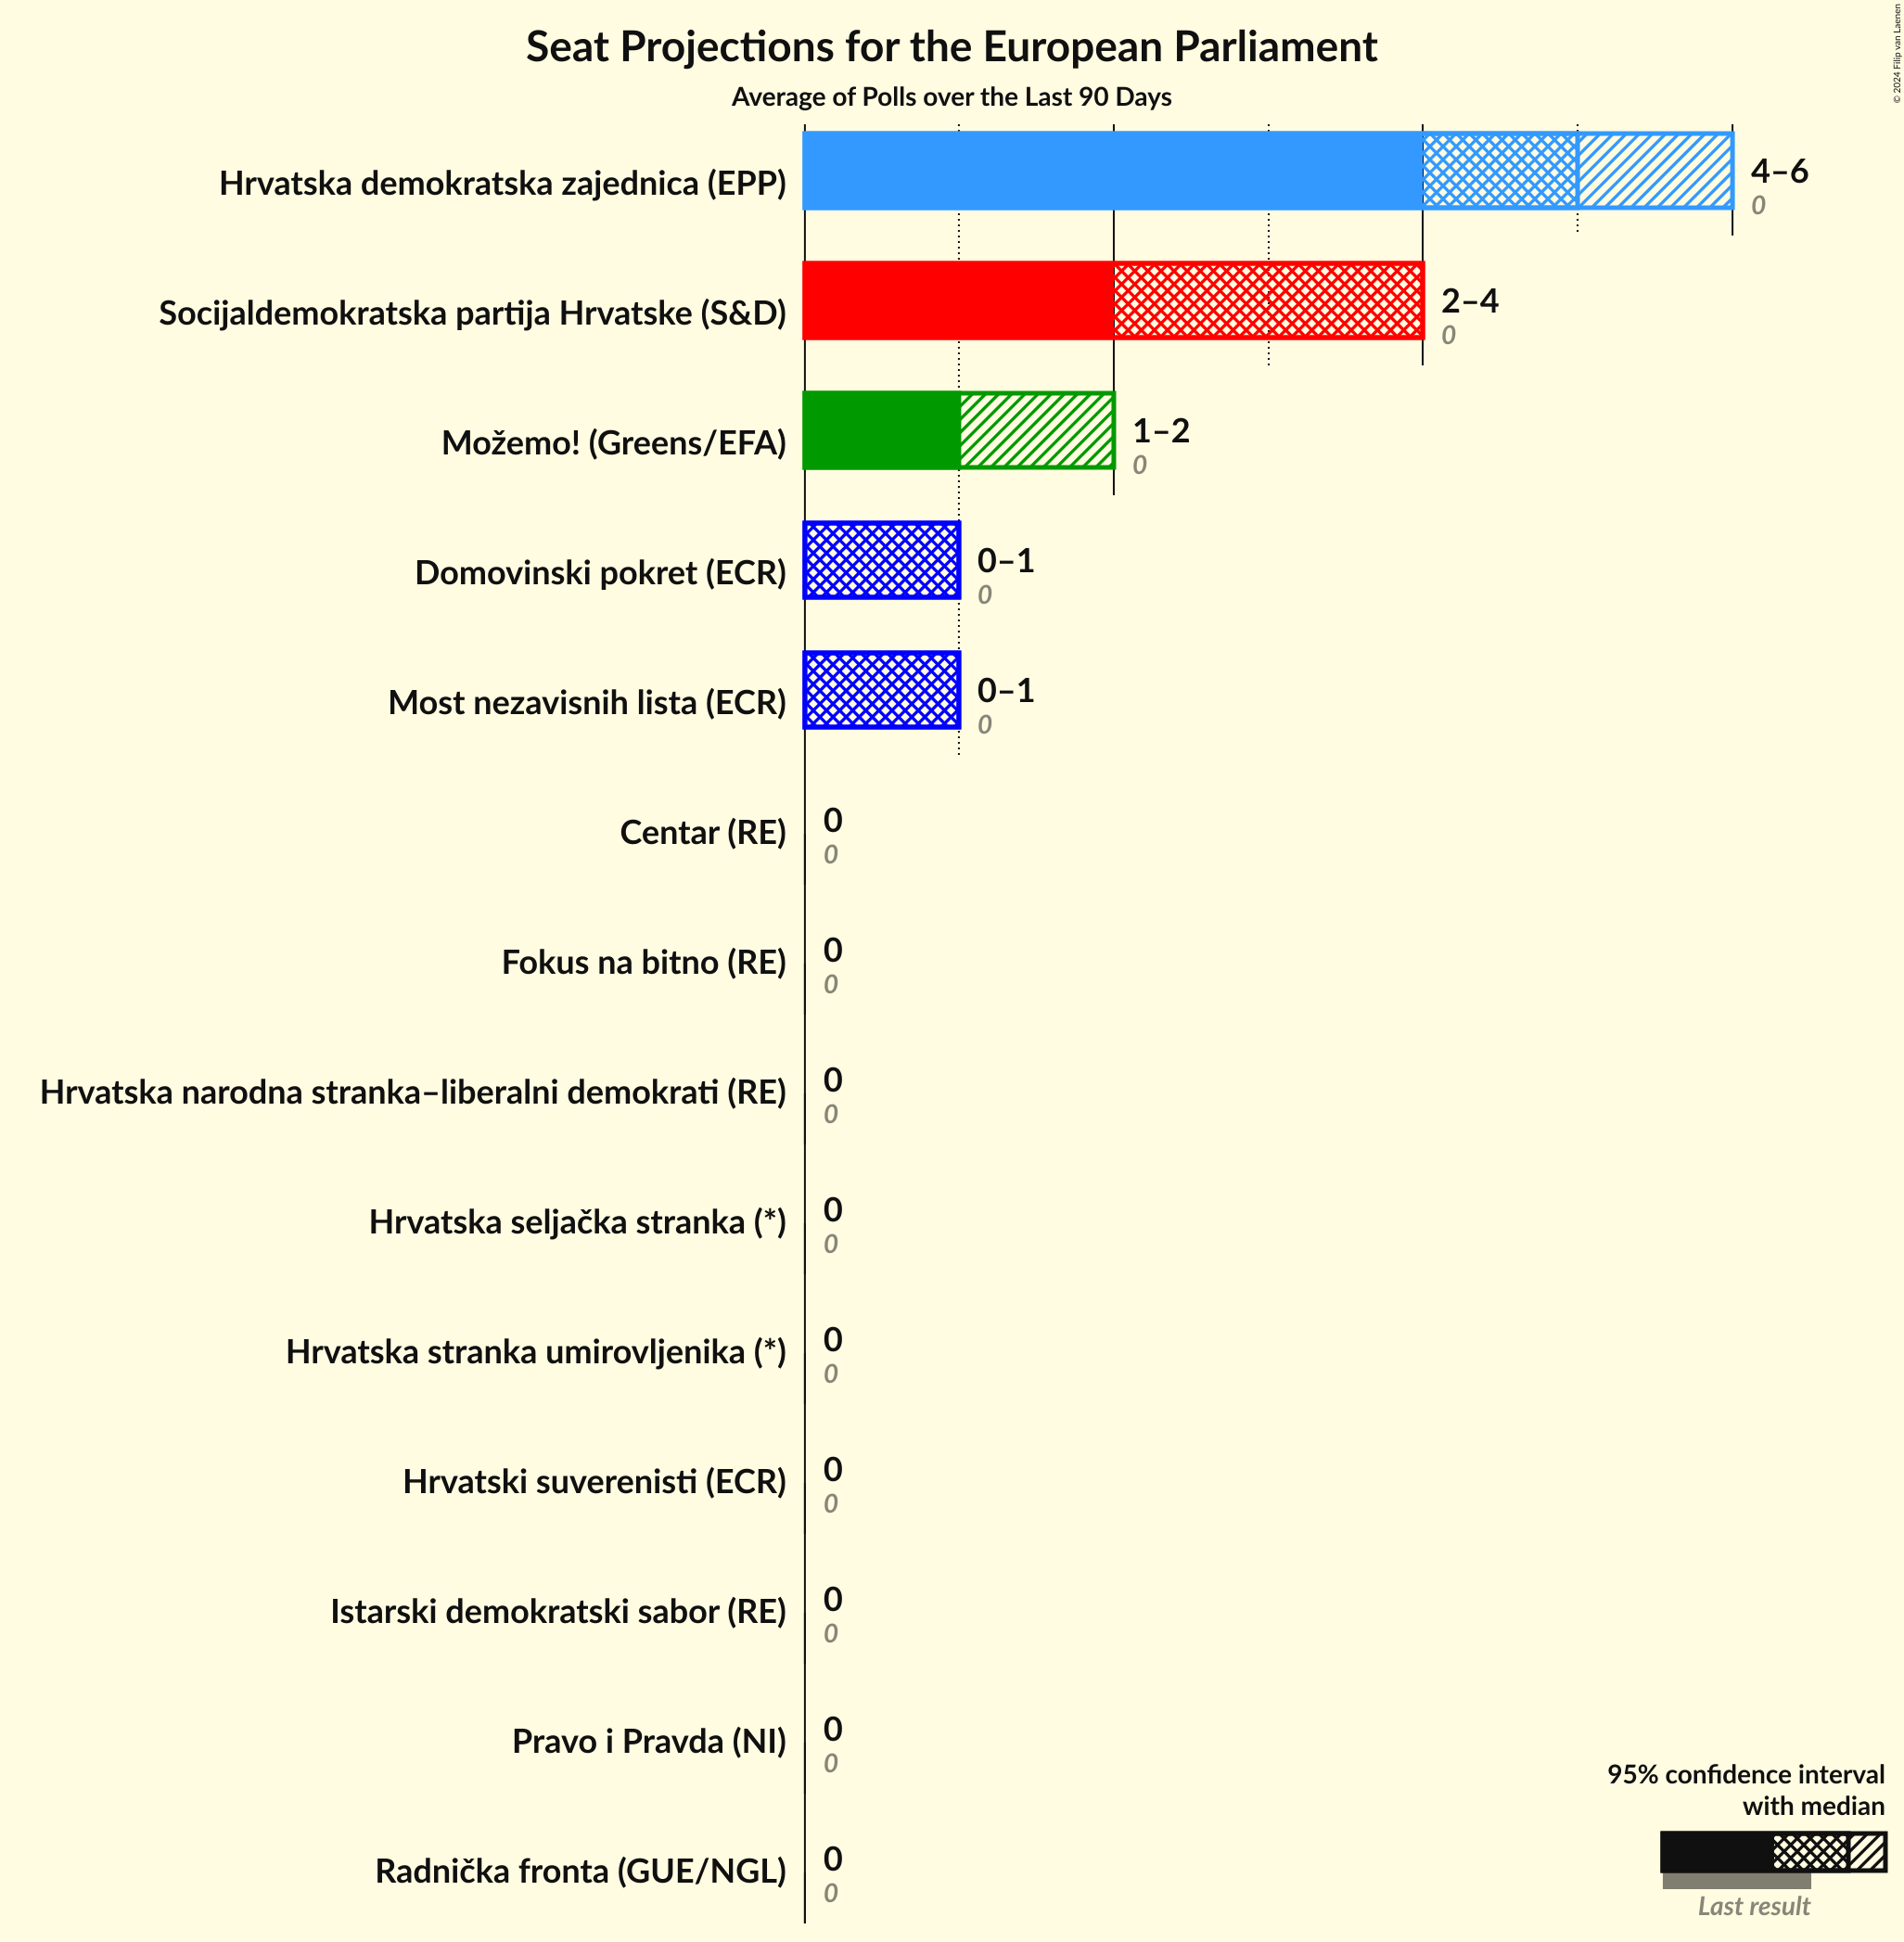 Seat Projections for the European Parliament
Average of Polls over the Last 90 Days
© 2024 Filip van Laenen
Hrvatska demokratska zajednica (EPP)
4–6
0
Socijaldemokratska partija Hrvatske (S&D)
2–4
0
Možemo! (Greens/EFA)
1–2
0
Domovinski pokret (ECR)
0–1
0
Most nezavisnih lista (ECR)
0–1
0
Centar (RE)
0
0
Fokus na bitno (RE)
0
0
Hrvatska narodna stranka–liberalni demokrati (RE)
0
0
Hrvatska seljačka stranka (*)
0
0
Hrvatska stranka umirovljenika (*)
0
0
Hrvatski suverenisti (ECR)
0
0
Istarski demokratski sabor (RE)
0
0
Pravo i Pravda (NI)
0
0
Radnička fronta (GUE/NGL)
0
0
95% confidence interval
with median
Last result